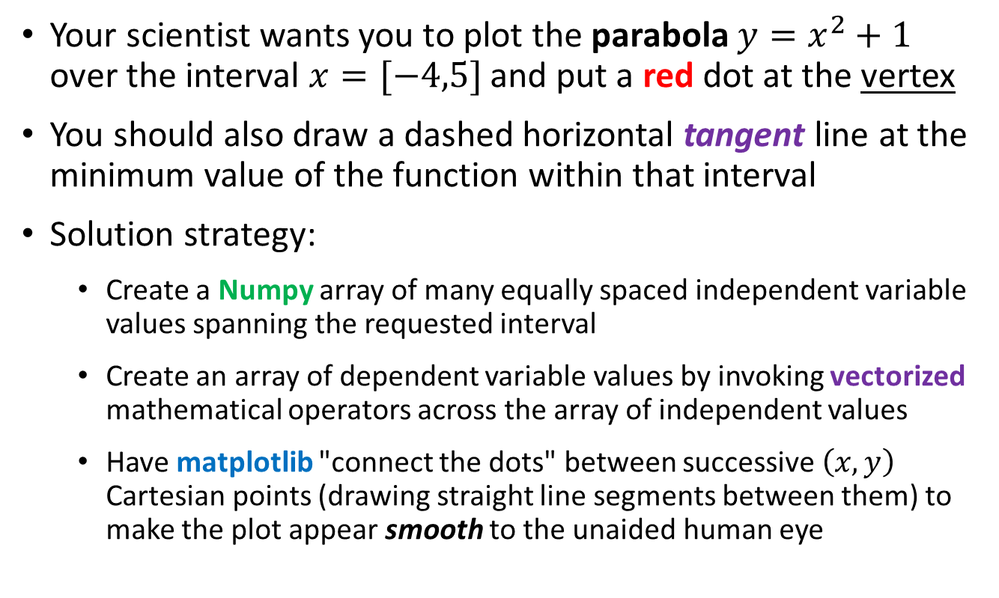 • Your scientist wants you to plot the parabola y = x² + 1
over the interval x = [−4,5] and put a red dot at the vertex
• You should also draw a dashed horizontal tangent line at the
minimum value of the function within that interval
• Solution strategy:
• Create a Numpy array of many equally spaced independent variable
values spanning the requested interval
• Create an array of dependent variable values by invoking vectorized
mathematical operators across the array of independent values
• Have matplotlib "connect the dots" between successive (x, y)
Cartesian points (drawing straight line segments between them) to
make the plot appear smooth to the unaided human eye